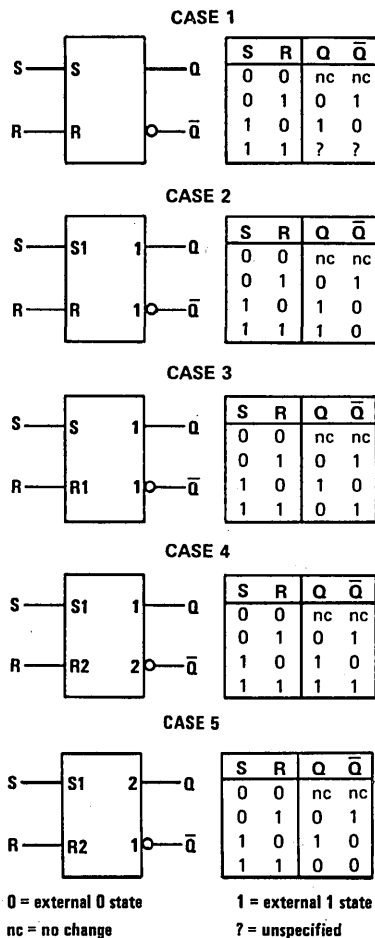 CASE 1
S R Q Q̅
S S Q
0 0 nc nc
0 1 0 1
R R Q̅
1 0 1 0
1 1 ? ?
CASE 2
S R Q Q̅
S S1 1 Q
0 0 nc nc
0 1 0 1
R R 1 Q̅
1 0 1 0
1 1 1 0
CASE 3
S R Q Q̅
S S 1 Q
0 0 nc nc
0 1 0 1
R R1 1 Q̅
1 0 1 0
1 1 0 1
CASE 4
S R Q Q̅
S S1 1 Q
0 0 nc nc
0 1 0 1
R R2 2 Q̅
1 0 1 0
1 1 1 1
CASE 5
S R Q Q̅
S S1 2 Q
0 0 nc nc
0 1 0 1
R R2 1 Q̅
1 0 1 0
1 1 0 0
0 = external 0 state 1 = external 1 state
nc = no change ? = unspecified